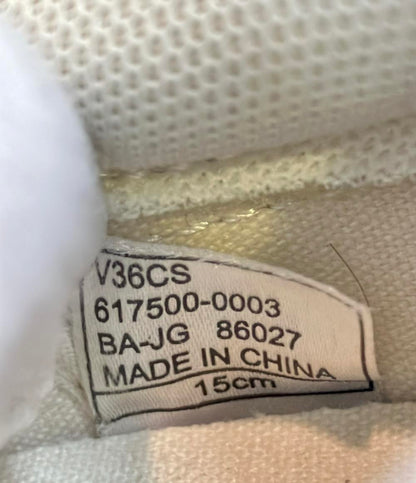 V36CS
617500-0003
BA-JG 86027
MADE IN CHINA
15cm